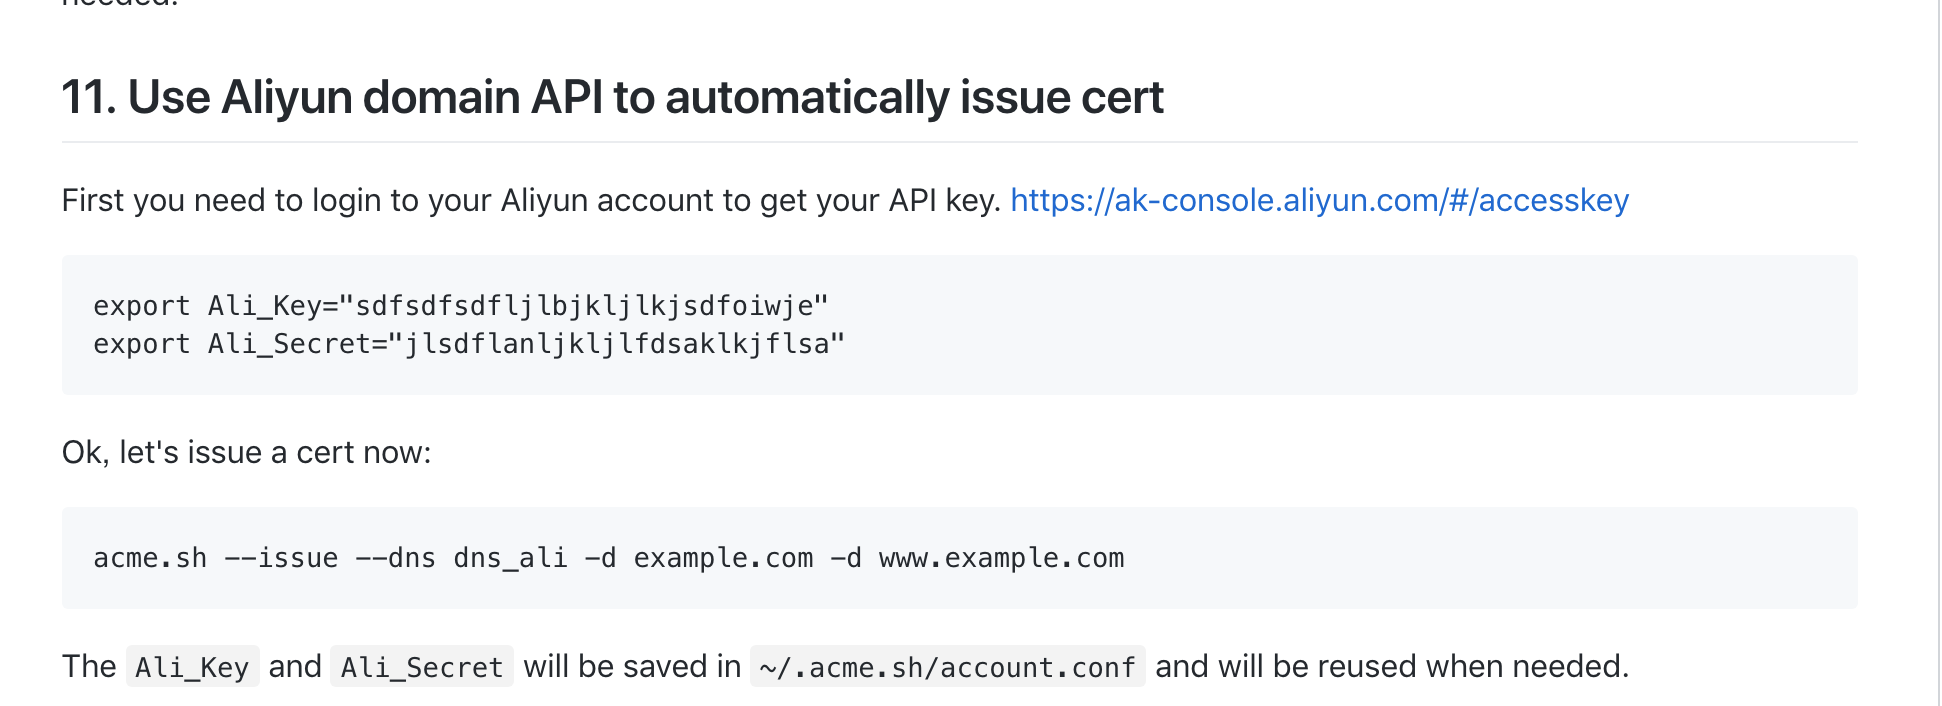 needed.
11. Use Aliyun domain API to automatically issue cert
First you need to login to your Aliyun account to get your API key. https://ak-console.aliyun.com/#/accesskey
export Ali_Key="sdfsdfsdfljlbjkljlkjsdfoiwje"
export Ali_Secret="jlsdflanljkljlfdsaklkjflsa"
Ok, let's issue a cert now:
acme.sh --issue --dns dns_ali -d example.com -d www.example.com
The Ali_Key and Ali_Secret will be saved in ~/.acme.sh/account.conf and will be reused when needed.